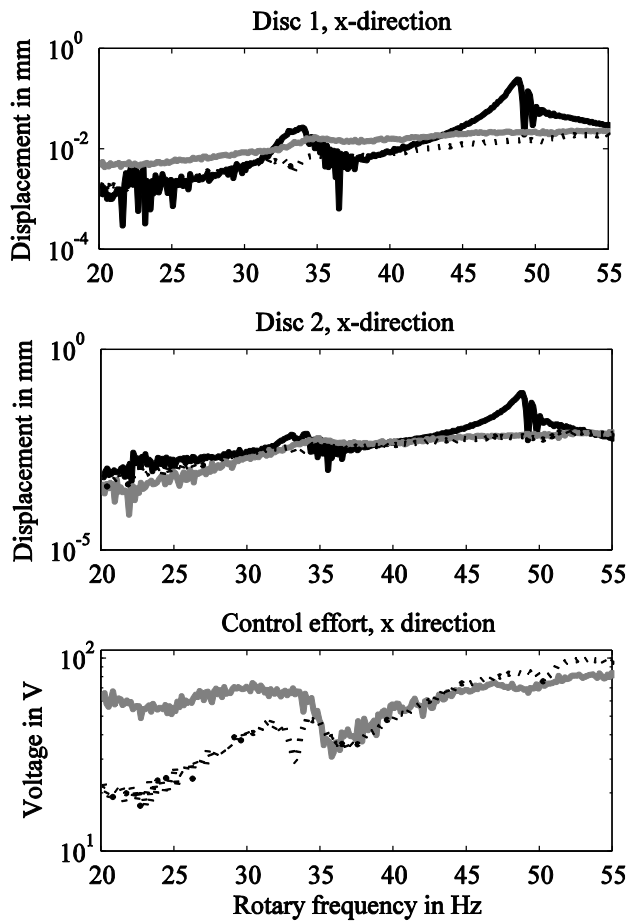 Disc 1, x-direction
Displacement in mm
10^0
10^-2
10^-4
20 25 30 35 40 45 50 55
Disc 2, x-direction
Displacement in mm
10^0
10^-5
20 25 30 35 40 45 50 55
Control effort, x direction
Voltage in V
10^2
10^1
20 25 30 35 40 45 50 55
Rotary frequency in Hz